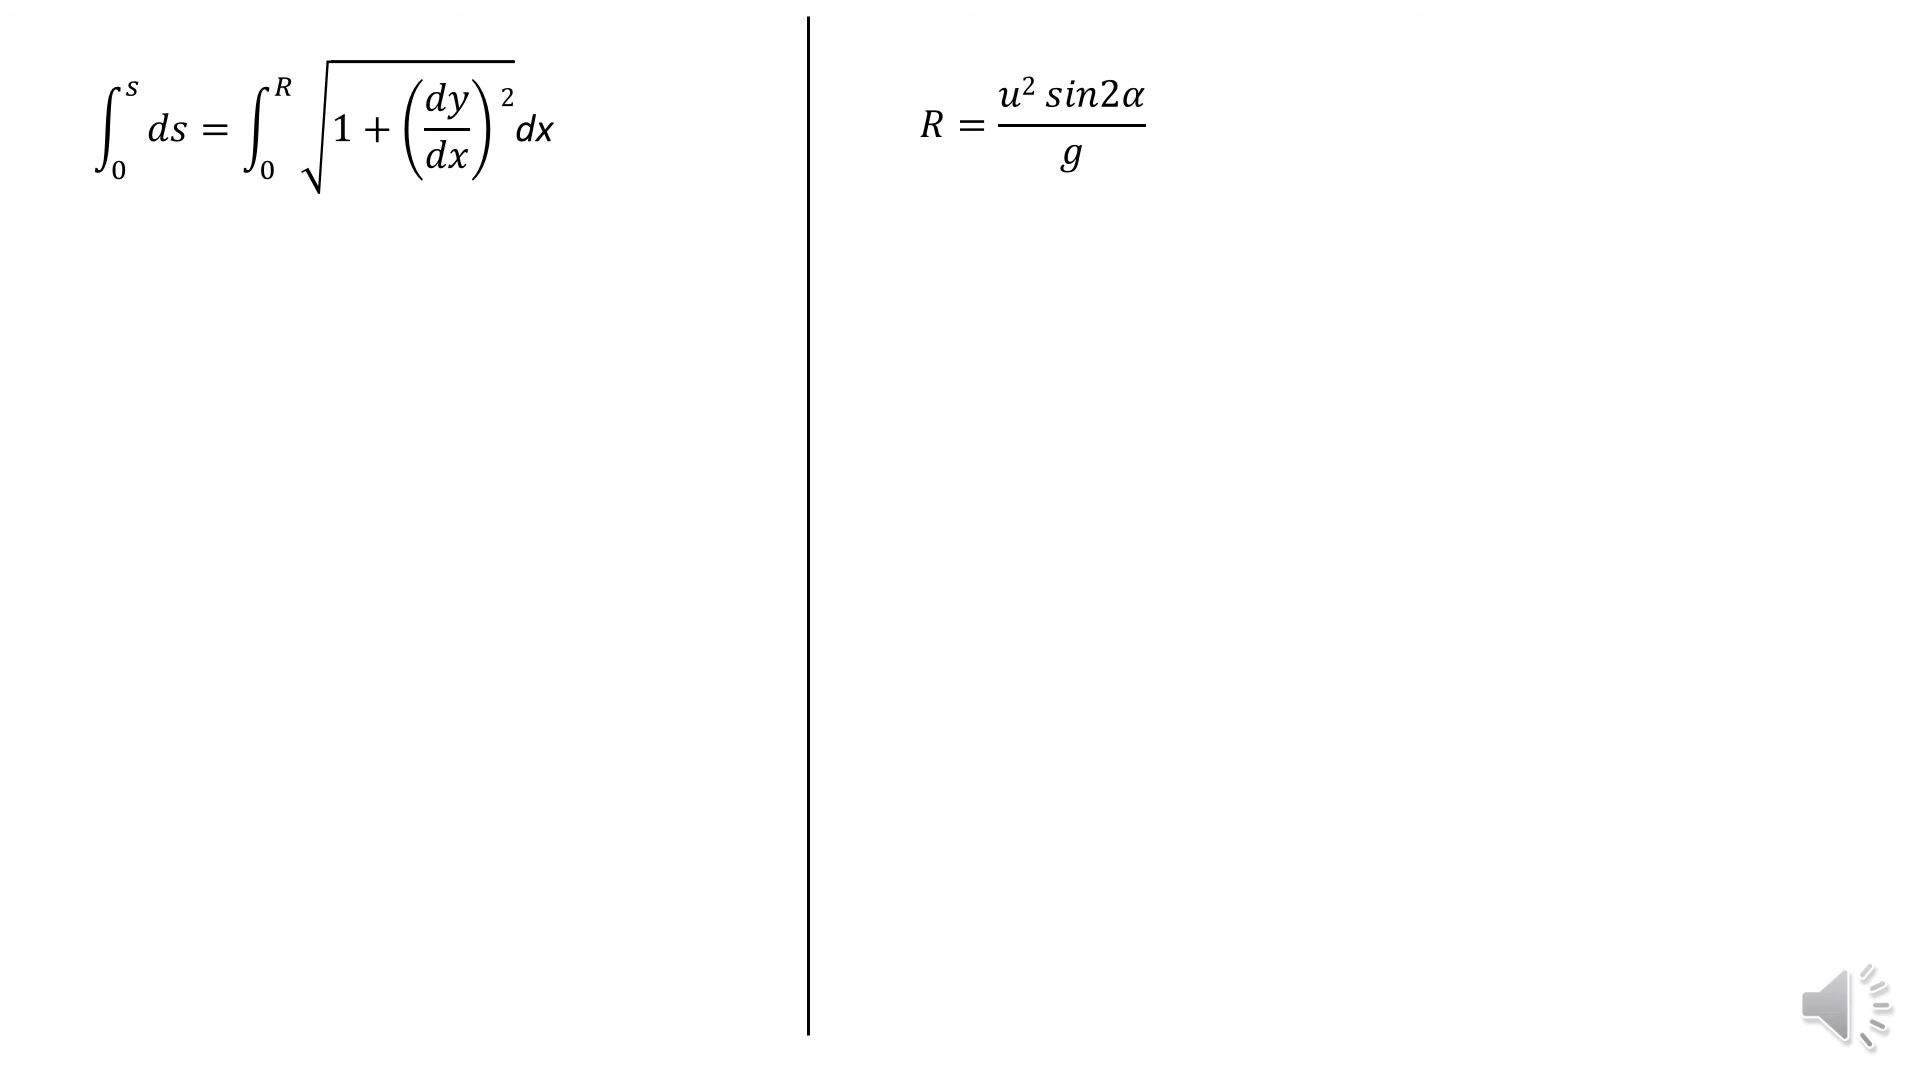 ∫₀ˢ ds = ∫₀ᴿ √(1 + (dy/dx)²) dx
R = u² sin2α / g